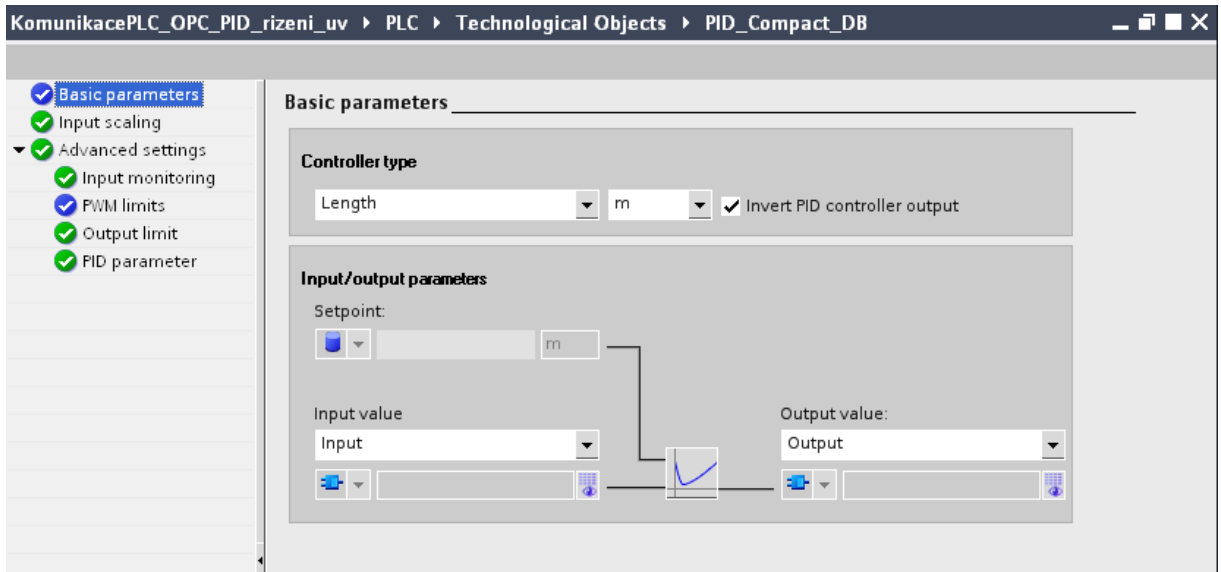 KomunikacePLC_OPC_PID_rizeni_uv ▸ PLC ▸ Technological Objects ▸ PID_Compact_DB
Basic parameters
Input scaling
Advanced settings
Input monitoring
PWM limits
Output limit
PID parameter
Basic parameters
Controller type
Length
m
Invert PID controller output
Input/output parameters
Setpoint:
m
Input value
Input
Output value:
Output